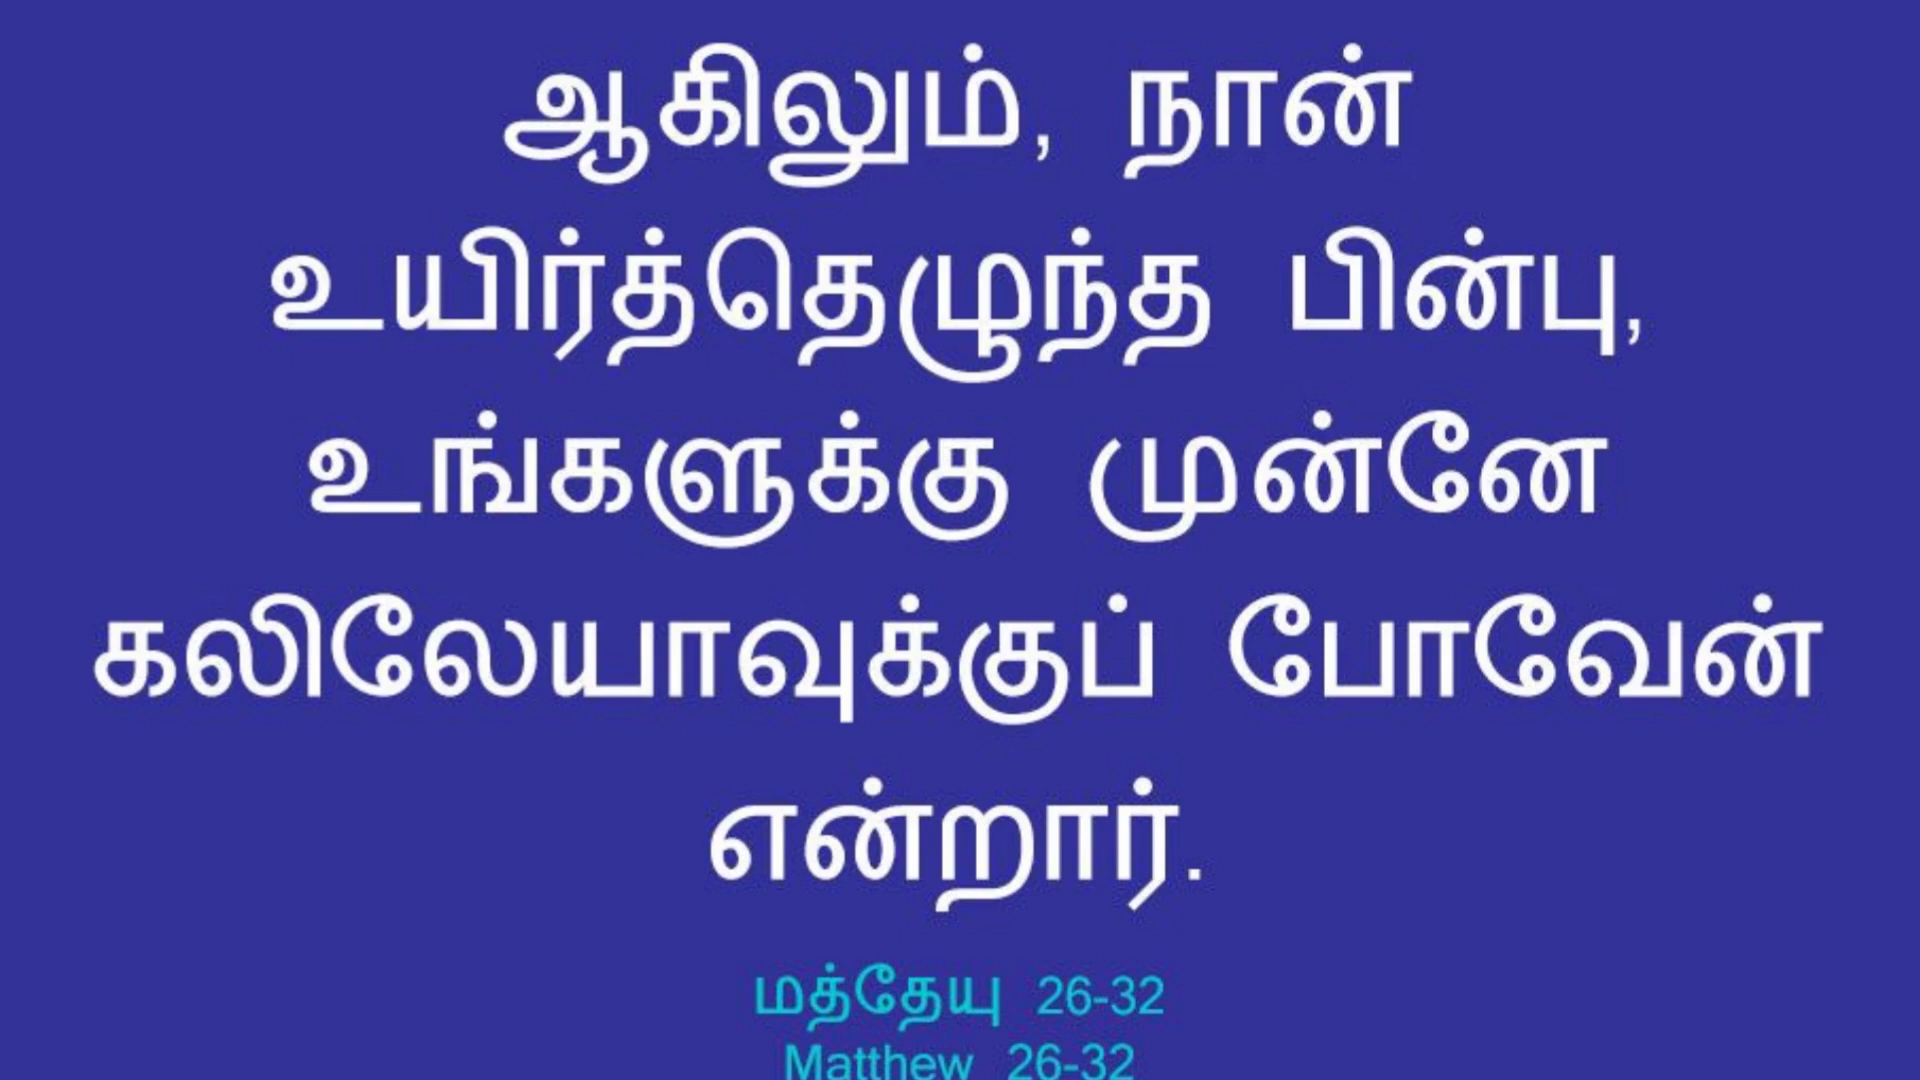 ஆகிலும், நான்
உயிர்த்தெழுந்த பின்பு,
உங்களுக்கு முன்னே
கலிலேயாவுக்குப் போவேன்
என்றார்.
மத்தேயு 26-32
Matthew 26-32